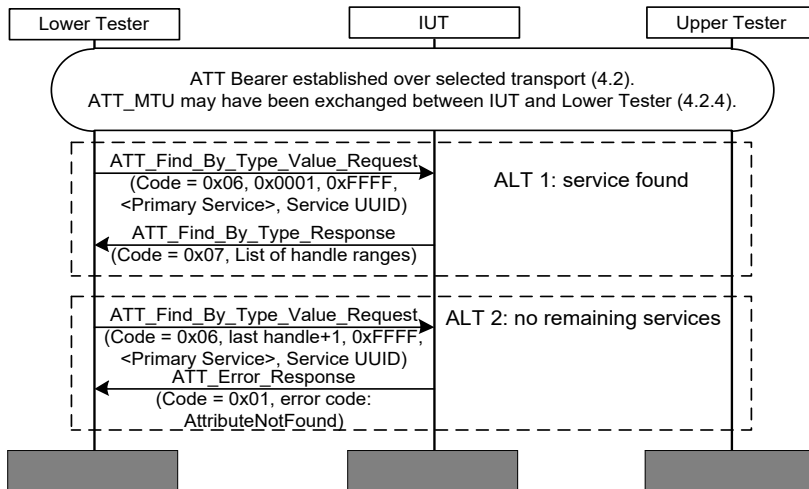 Lower Tester
IUT
Upper Tester
ATT Bearer established over selected transport (4.2).
ATT_MTU may have been exchanged between IUT and Lower Tester (4.2.4).
ATT_Find_By_Type_Value_Request
(Code = 0x06, 0x0001, 0xFFFF,
<Primary Service>, Service UUID)
ALT 1: service found
ATT_Find_By_Type_Response
(Code = 0x07, List of handle ranges)
ATT_Find_By_Type_Value_Request
(Code = 0x06, last handle+1, 0xFFFF,
<Primary Service>, Service UUID)
ALT 2: no remaining services
ATT_Error_Response
(Code = 0x01, error code:
AttributeNotFound)